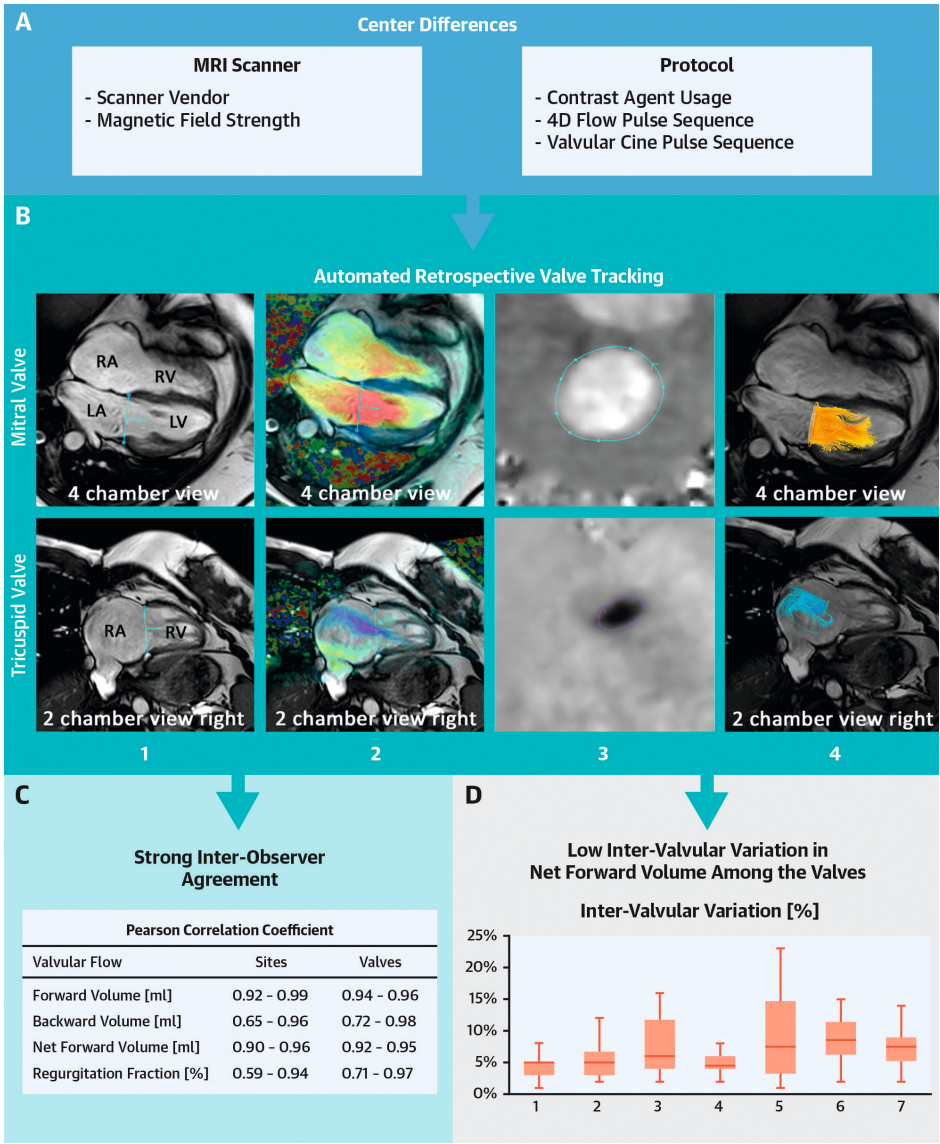 A
Center Differences
MRI Scanner
- Scanner Vendor
- Magnetic Field Strength
Protocol
- Contrast Agent Usage
- 4D Flow Pulse Sequence
- Valvular Cine Pulse Sequence
B
Automated Retrospective Valve Tracking
Mitral Valve
RA
RV
LA
LV
4 chamber view
4 chamber view
4 chamber view
Tricuspid Valve
RA
RV
2 chamber view right
2 chamber view right
2 chamber view right
1 2 3 4
C
Strong Inter-Observer
Agreement
Pearson Correlation Coefficient
Valvular Flow Sites Valves
Forward Volume [ml] 0.92 – 0.99 0.94 – 0.96
Backward Volume [ml] 0.65 – 0.96 0.72 – 0.98
Net Forward Volume [ml] 0.90 – 0.96 0.92 – 0.95
Regurgitation Fraction [%] 0.59 – 0.94 0.71 – 0.97
D
Low Inter-Valvular Variation in
Net Forward Volume Among the Valves
Inter-Valvular Variation [%]
25%
20%
15%
10%
5%
0%
1 2 3 4 5 6 7